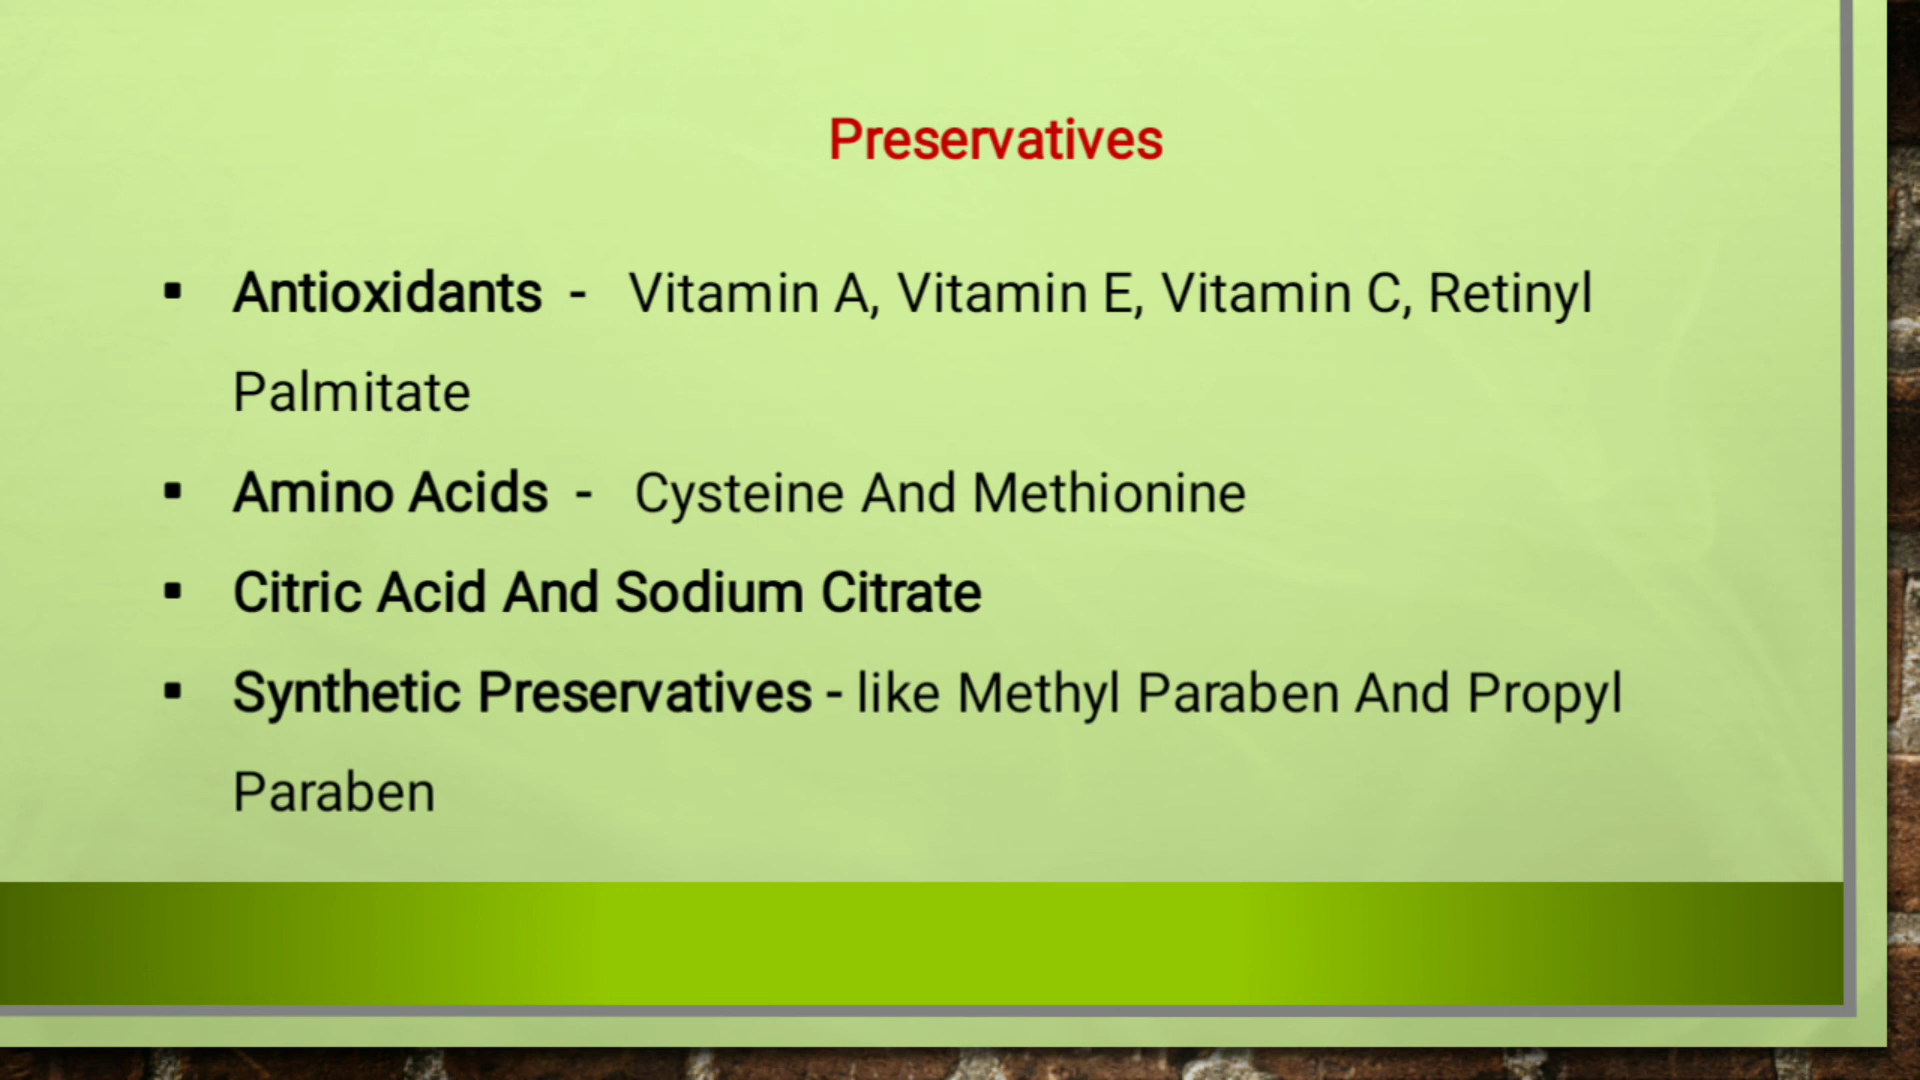 Preservatives
▪ Antioxidants - Vitamin A, Vitamin E, Vitamin C, Retinyl
Palmitate
▪ Amino Acids - Cysteine And Methionine
▪ Citric Acid And Sodium Citrate
▪ Synthetic Preservatives - like Methyl Paraben And Propyl
Paraben